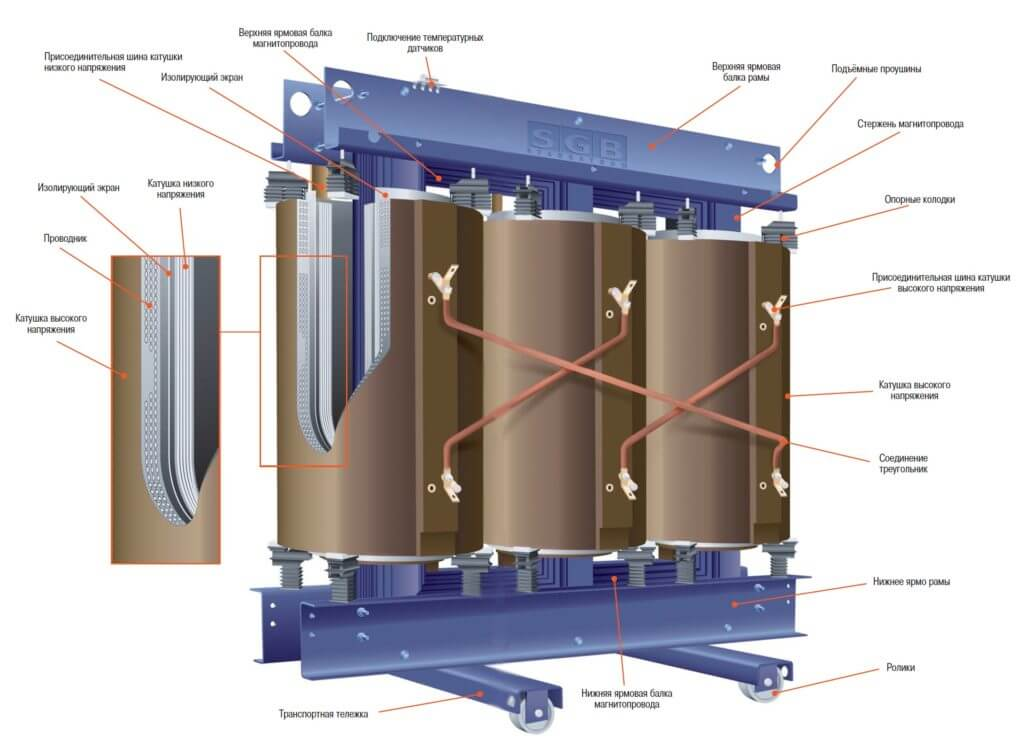 Верхняя ярмовая балка
магнитопровода
Подключение температурных
датчиков
Присоединительная шина катушки
низкого напряжения
Изолирующий экран
Верхняя ярмовая
балка рамы
Подъёмные проушины
Стержень магнитопровода
SGB
Изолирующий экран
Катушка низкого
напряжения
Опорные колодки
Проводник
Присоединительная шина катушки
высокого напряжения
Катушка высокого
напряжения
Катушка высокого
напряжения
Соединение
треугольник
Нижнее ярмо рамы
Ролики
Нижняя ярмовая балка
магнитопровода
Транспортная тележка